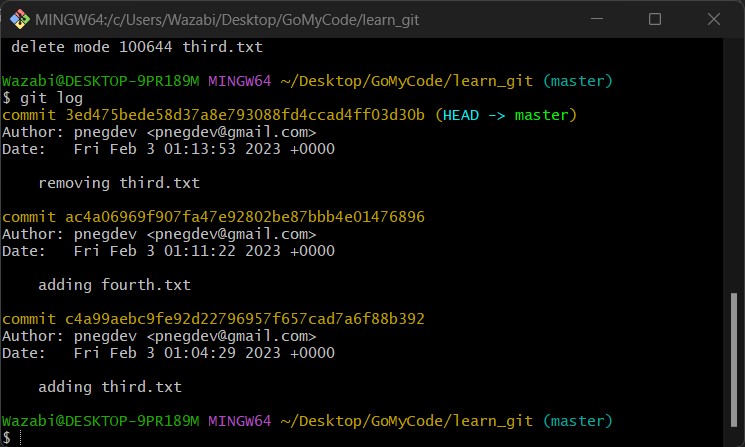 MINGW64:/c/Users/Wazabi/Desktop/GoMyCode/learn_git
delete mode 100644 third.txt
Wazabi@DESKTOP-9PR189M MINGW64 ~/Desktop/GoMyCode/learn_git (master)
$ git log
commit 3ed475bede58d37a8e793088fd4ccad4ff03d30b (HEAD -> master)
Author: pnegdev <pnegdev@gmail.com>
Date:   Fri Feb 3 01:13:53 2023 +0000
removing third.txt
commit ac4a06969f907fa47e92802be87bbb4e01476896
Author: pnegdev <pnegdev@gmail.com>
Date:   Fri Feb 3 01:11:22 2023 +0000
adding fourth.txt
commit c4a99aebc9fe92d22796957f657cad7a6f88b392
Author: pnegdev <pnegdev@gmail.com>
Date:   Fri Feb 3 01:04:29 2023 +0000
adding third.txt
Wazabi@DESKTOP-9PR189M MINGW64 ~/Desktop/GoMyCode/learn_git (master)
$